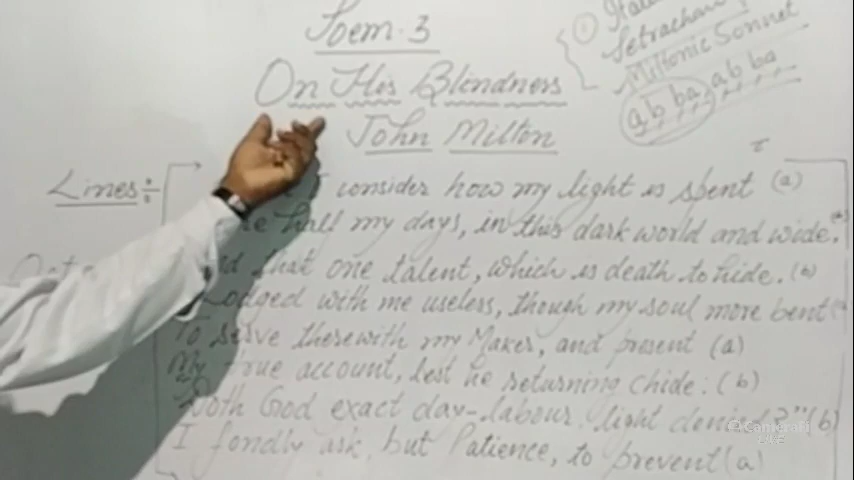 Poem-3
Setrachan
Miltonic Sonnet
ab ba, ab ba
On His Blindness
John Milton
Lines:-
I consider how my light is spent (a)
half my days, in this dark world and wide.
that one talent, which is death to hide. (b)
Lodged with me useless, though my soul more bent
To serve therewith my Maker, and present (a)
My true account, lest he returning chide: (b)
Doth God exact day-labour, light denied?" (b)
I fondly ask, but Patience, to prevent (a)